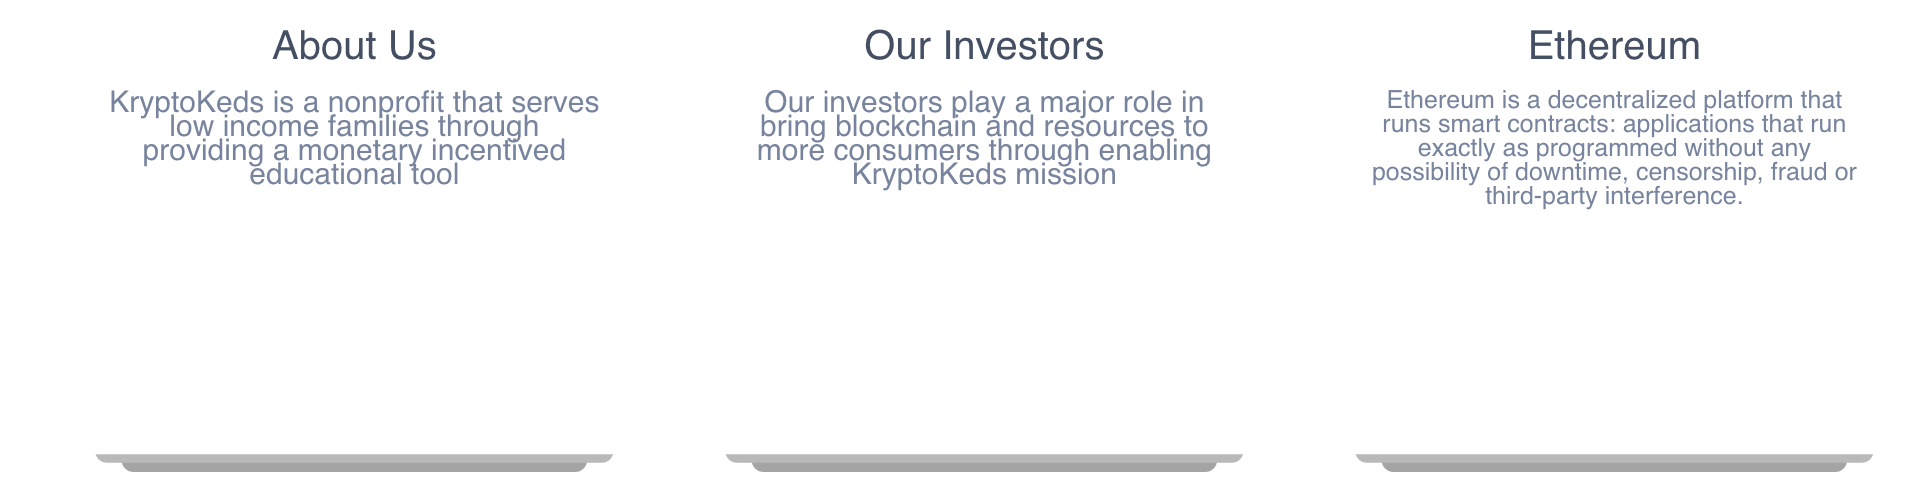 About Us
KryptoKeds is a nonprofit that serves
low income families through
providing a monetary incentived
educational tool
Our Investors
Our investors play a major role in
bring blockchain and resources to
more consumers through enabling
KryptoKeds mission
Ethereum
Ethereum is a decentralized platform that
runs smart contracts: applications that run
exactly as programmed without any
possibility of downtime, censorship, fraud or
third-party interference.